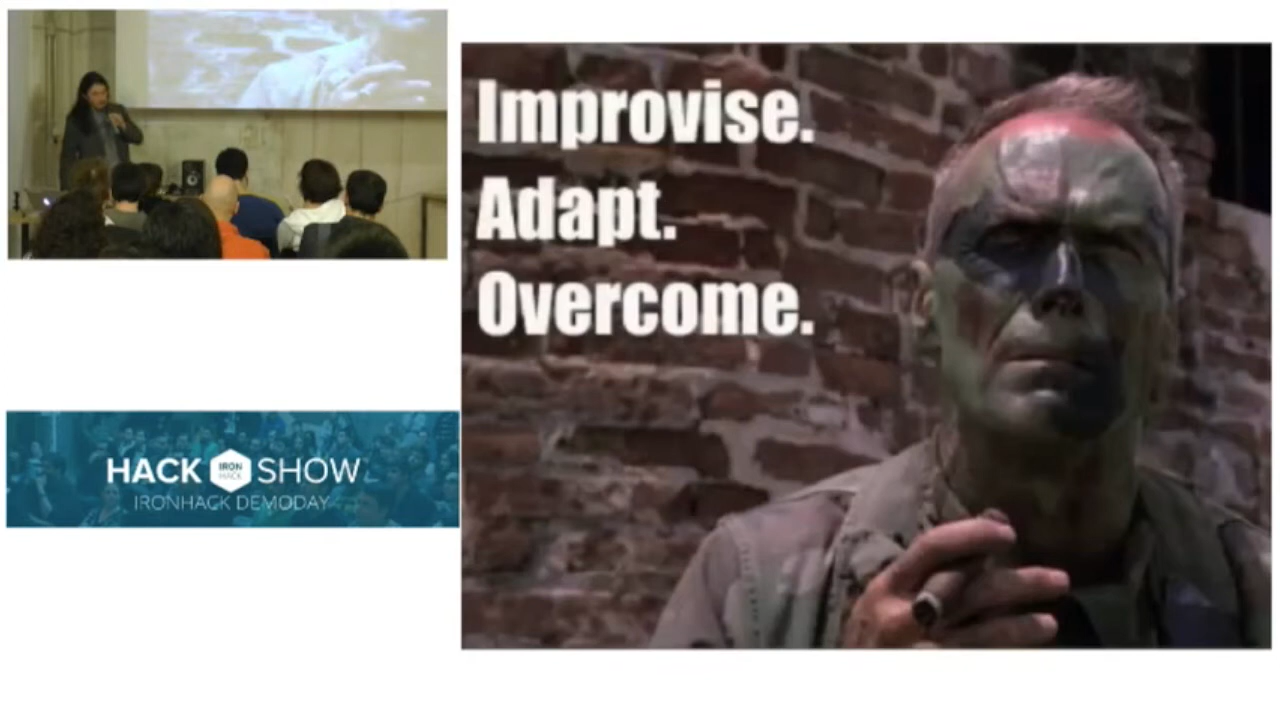 Improvise.
Adapt.
Overcome.
HACK IRON HACK SHOW
IRONHACK DEMODAY